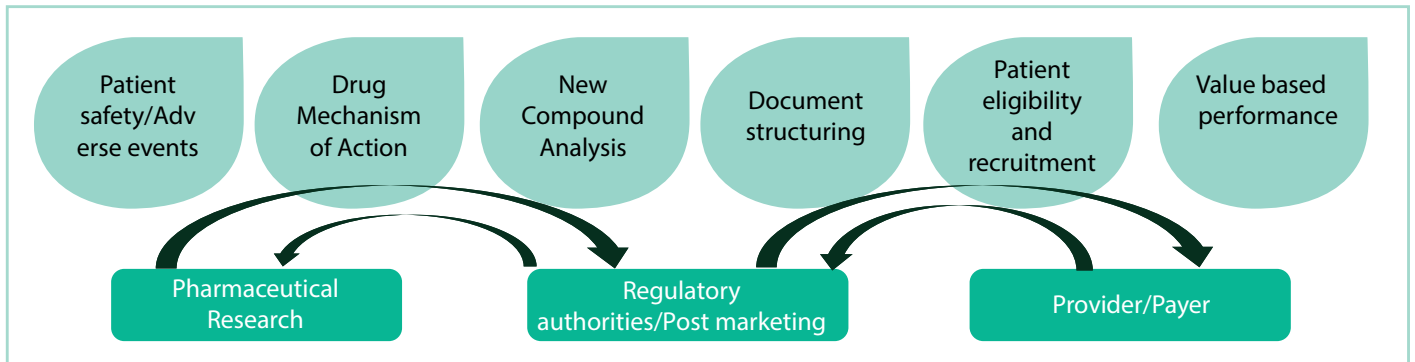 Patient
safety/Adv
erse events
Drug
Mechanism
of Action
New
Compound
Analysis
Document
structuring
Patient
eligibility
and
recruitment
Value based
performance
Pharmaceutical
Research
Regulatory
authorities/Post marketing
Provider/Payer